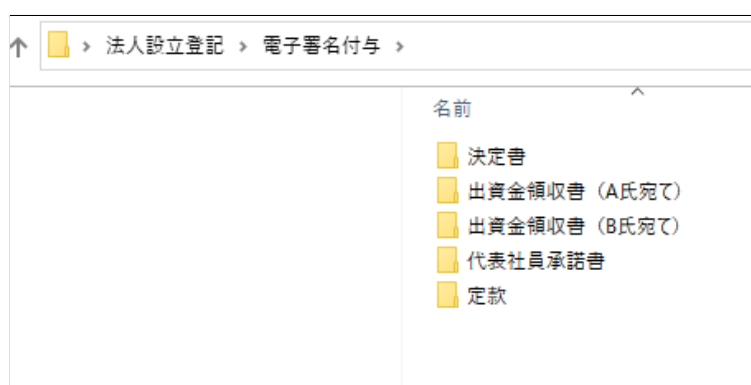 法人設立登記 > 電子署名付与 >
名前
決定書
出資金領収書（A氏宛て）
出資金領収書（B氏宛て）
代表社員承諾書
定款